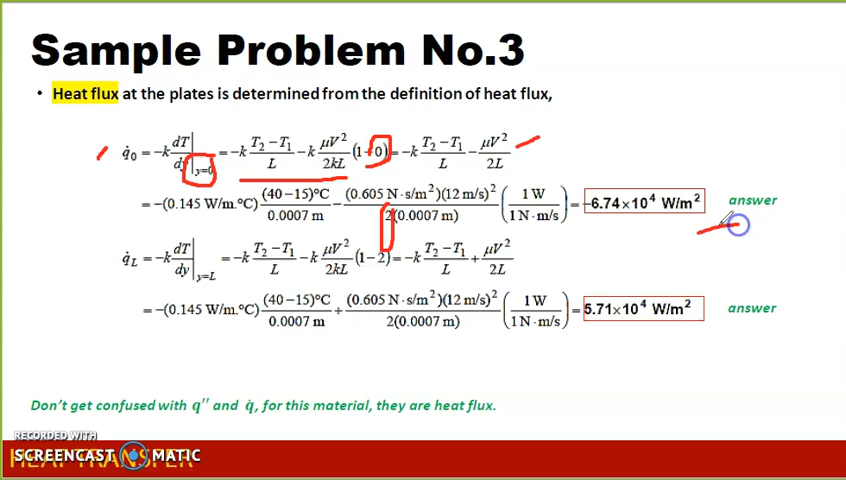 Sample Problem No.3
• Heat flux at the plates is determined from the definition of heat flux,
q̇₀ = −k dT/dy|y=0 = −k (T₂ − T₁)/L − k μV²/2kL (1−0) = −k (T₂ − T₁)/L − μV²/2L
= −(0.145 W/m.°C) (40−15)°C/0.0007 m − (0.605 N·s/m²)(12 m/s)²/2(0.0007 m) (1 W/1 N·m/s) = −6.74×10⁴ W/m² answer
q̇L = −k dT/dy|y=L = −k (T₂ − T₁)/L − k μV²/2kL (1−2) = −k (T₂ − T₁)/L + μV²/2L
= −(0.145 W/m.°C) (40−15)°C/0.0007 m + (0.605 N·s/m²)(12 m/s)²/2(0.0007 m) (1 W/1 N·m/s) = 5.71×10⁴ W/m² answer
Don't get confused with q″ and q̇, for this material, they are heat flux.
RECORDED WITH
SCREENCAST MATIC
HEAT TRANSFER